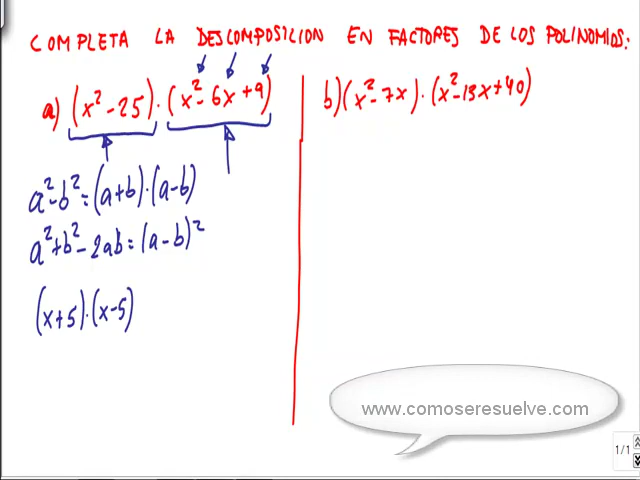 COMPLETA LA DESCOMPOSICION EN FACTORES DE LOS POLINOMIOS:
a) (x² - 25) · (x² - 6x + 9)
a² - b² = (a + b) · (a - b)
a² + b² - 2ab = (a - b)²
(x + 5) · (x - 5)
b) (x² - 7x) · (x² - 13x + 40)
www.comoseresuelve.com
1/1